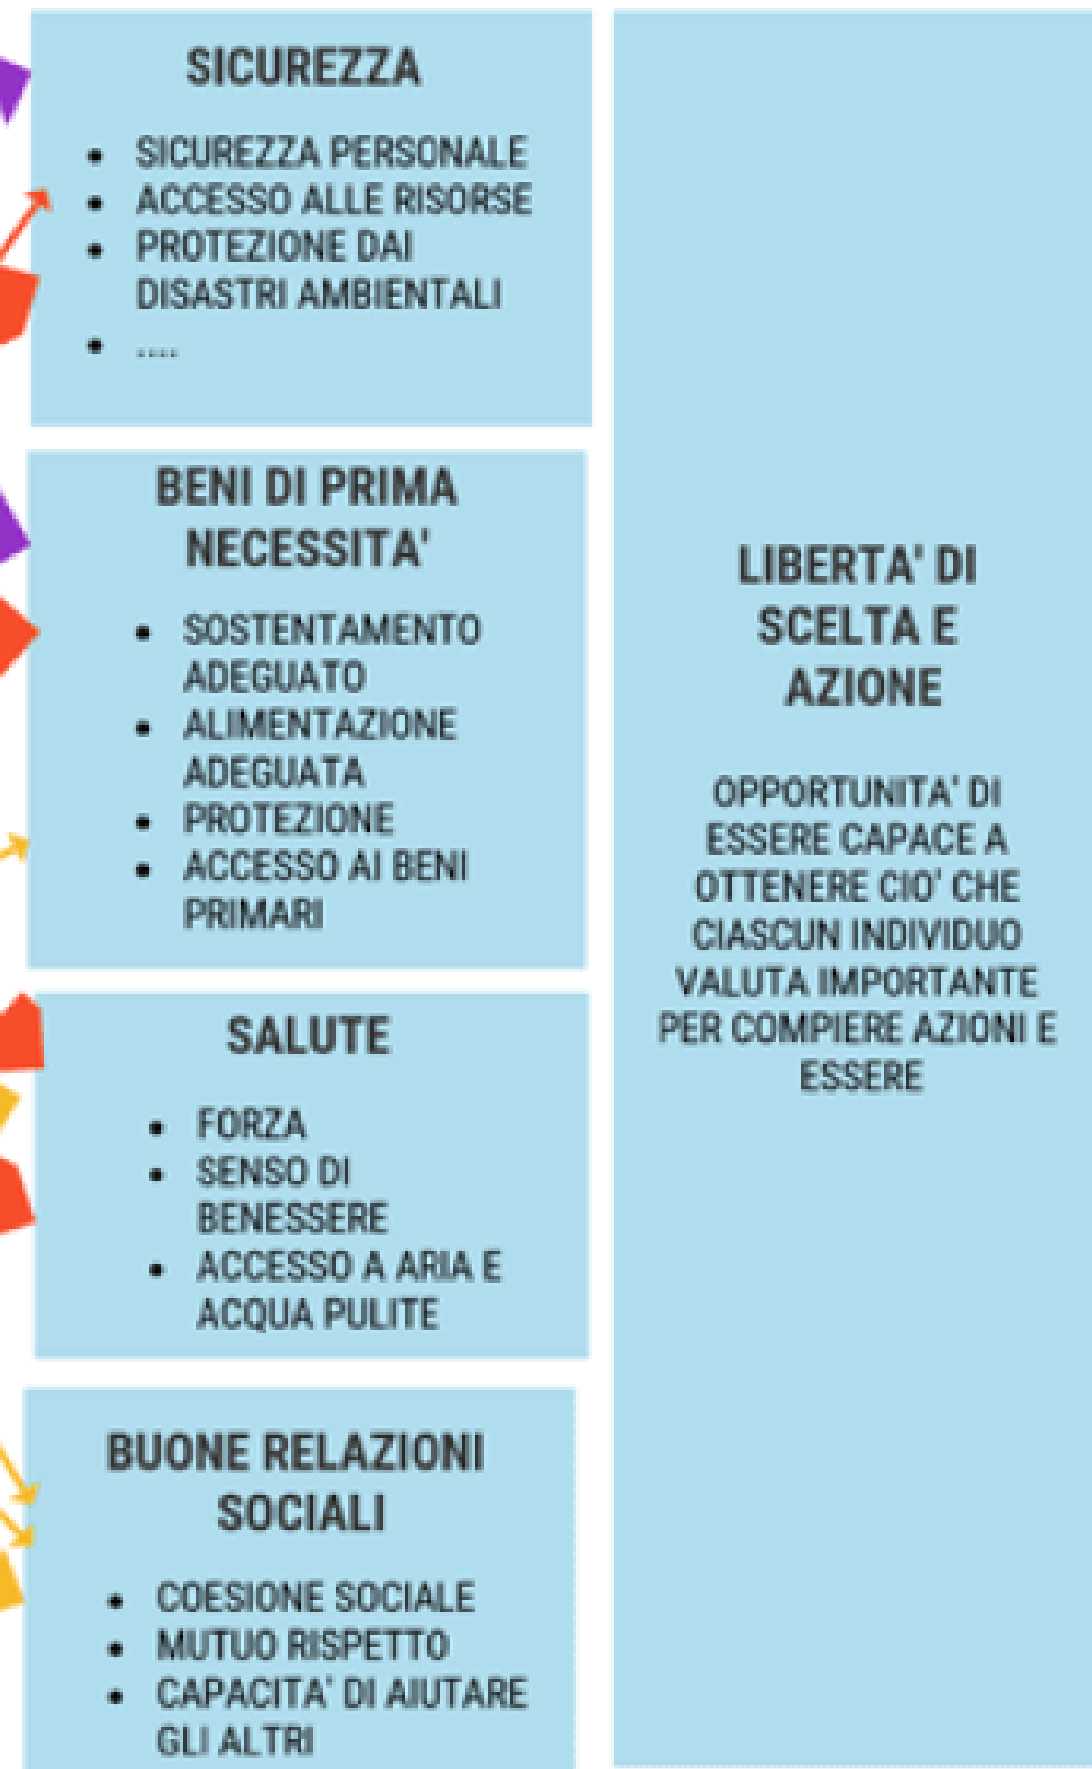 SICUREZZA
• SICUREZZA PERSONALE
• ACCESSO ALLE RISORSE
• PROTEZIONE DAI
DISASTRI AMBIENTALI
• ....
BENI DI PRIMA
NECESSITA'
• SOSTENTAMENTO
ADEGUATO
• ALIMENTAZIONE
ADEGUATA
• PROTEZIONE
• ACCESSO AI BENI
PRIMARI
SALUTE
• FORZA
• SENSO DI
BENESSERE
• ACCESSO A ARIA E
ACQUA PULITE
BUONE RELAZIONI
SOCIALI
• COESIONE SOCIALE
• MUTUO RISPETTO
• CAPACITA' DI AIUTARE
GLI ALTRI
LIBERTA' DI
SCELTA E
AZIONE
OPPORTUNITA' DI
ESSERE CAPACE A
OTTENERE CIO' CHE
CIASCUN INDIVIDUO
VALUTA IMPORTANTE
PER COMPIERE AZIONI E
ESSERE